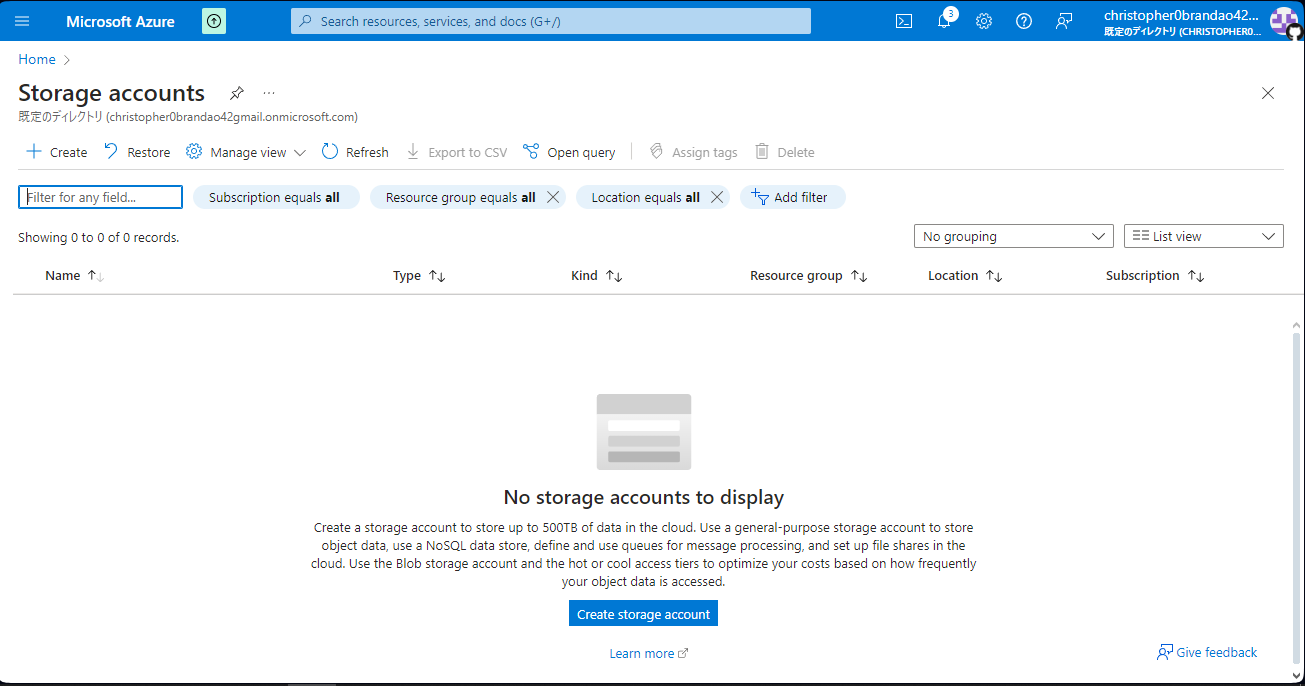 Microsoft Azure
Search resources, services, and docs (G+/)
3
christopher0brandao42...
既定のディレクトリ (CHRISTOPHER0...
Home
Storage accounts
既定のディレクトリ (christopher0brandao42gmail.onmicrosoft.com)
Create Restore Manage view Refresh Export to CSV Open query Assign tags Delete
Filter for any field... Subscription equals all Resource group equals all Location equals all Add filter
Showing 0 to 0 of 0 records.
No grouping List view
Name Type Kind Resource group Location Subscription
No storage accounts to display
Create a storage account to store up to 500TB of data in the cloud. Use a general-purpose storage account to store
object data, use a NoSQL data store, define and use queues for message processing, and set up file shares in the
cloud. Use the Blob storage account and the hot or cool access tiers to optimize your costs based on how frequently
your object data is accessed.
Create storage account
Learn more
Give feedback